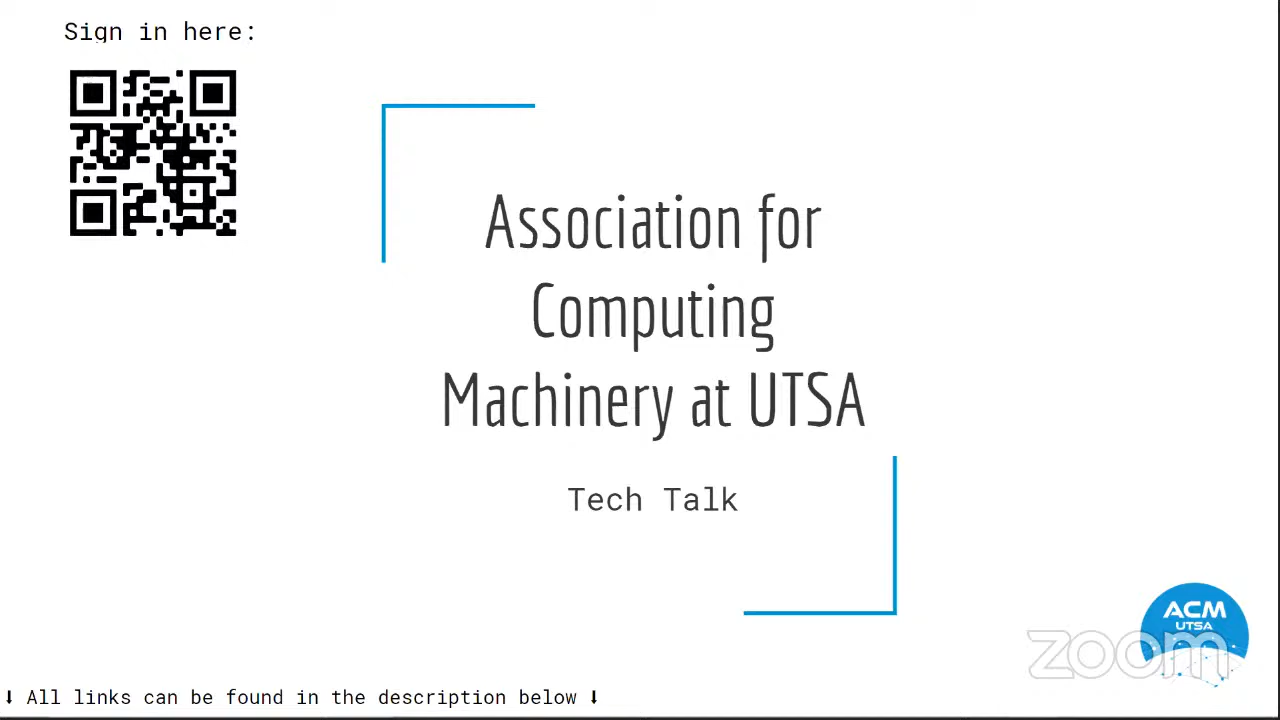 Sign in here:
Association for
Computing
Machinery at UTSA
Tech Talk
ACM
UTSA
zoom
⬇ All links can be found in the description below ⬇